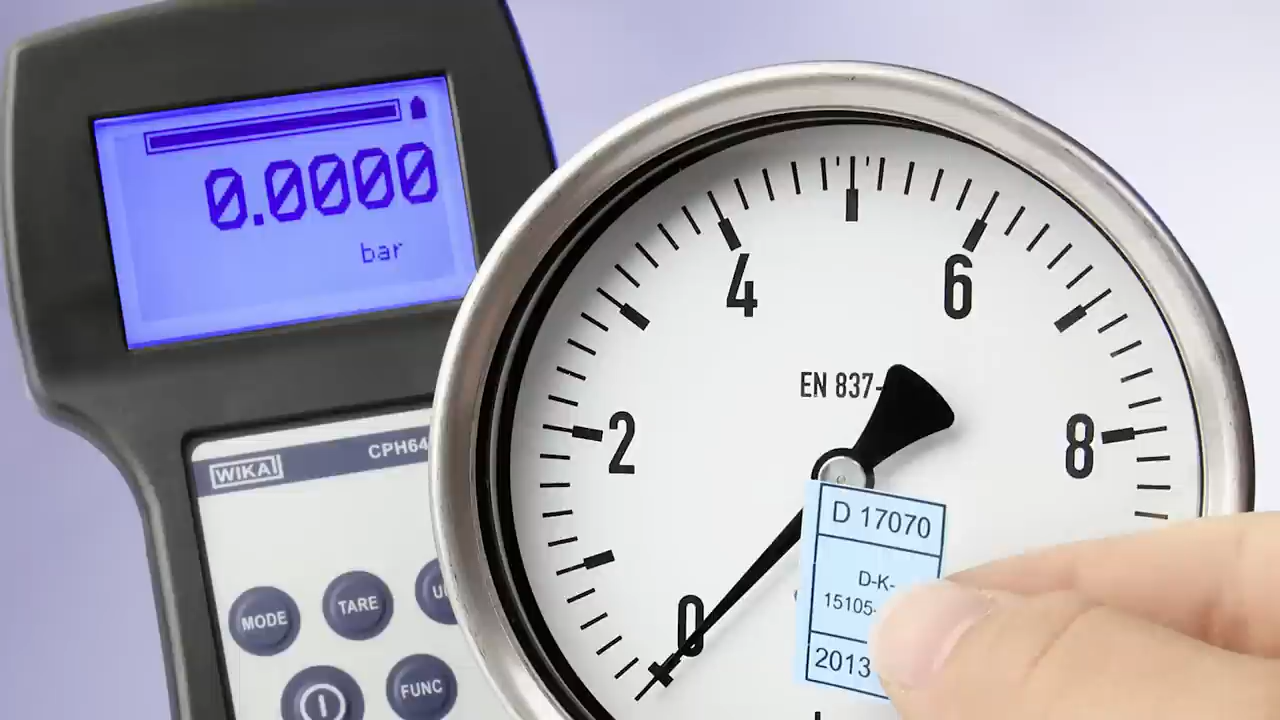 0.0000
bar
WIKA
CPH64
MODE
TARE
FUNC
0
2
4
6
8
EN 837-
D 17070
D-K-
15105-
2013